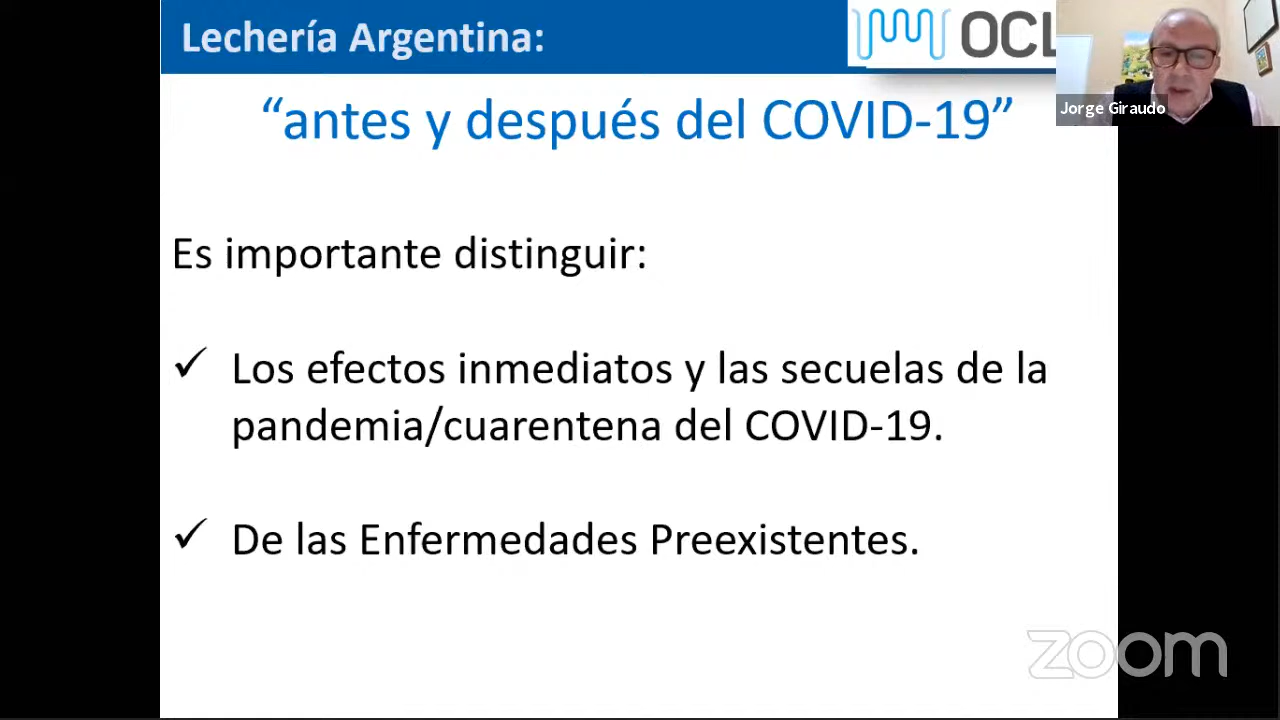 Lechería Argentina:
OCL
Jorge Giraudo
“antes y después del COVID-19”
Es importante distinguir:
✓ Los efectos inmediatos y las secuelas de la
pandemia/cuarentena del COVID-19.
✓ De las Enfermedades Preexistentes.
zoom